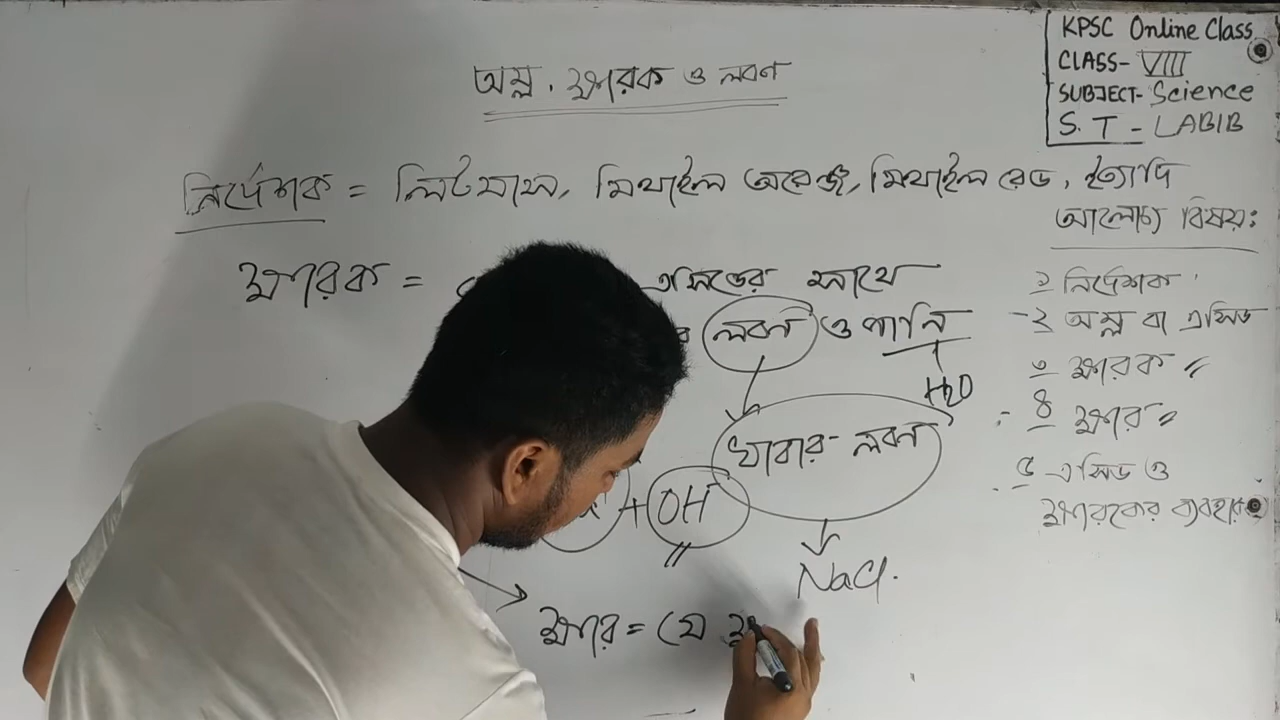 অম্ল, ক্ষারক ও লবণ
KPSC Online Class
CLASS- VIII
SUBJECT- Science
S. T - LABIB
নির্দেশক = লিটমাস, মিথাইল অরেঞ্জ, মিথাইল রেড, ইত্যাদি
ক্ষারক = এসিডের সাথে
লবণ ও পানি
H2O
খাবার লবণ
+ OH
NaCl.
ক্ষার = যে
আলোচ্য বিষয়:
১ নির্দেশক
২ অম্ল বা এসিড
৩ ক্ষারক
৪ ক্ষার
৫ এসিড ও
ক্ষারকের ব্যবহার